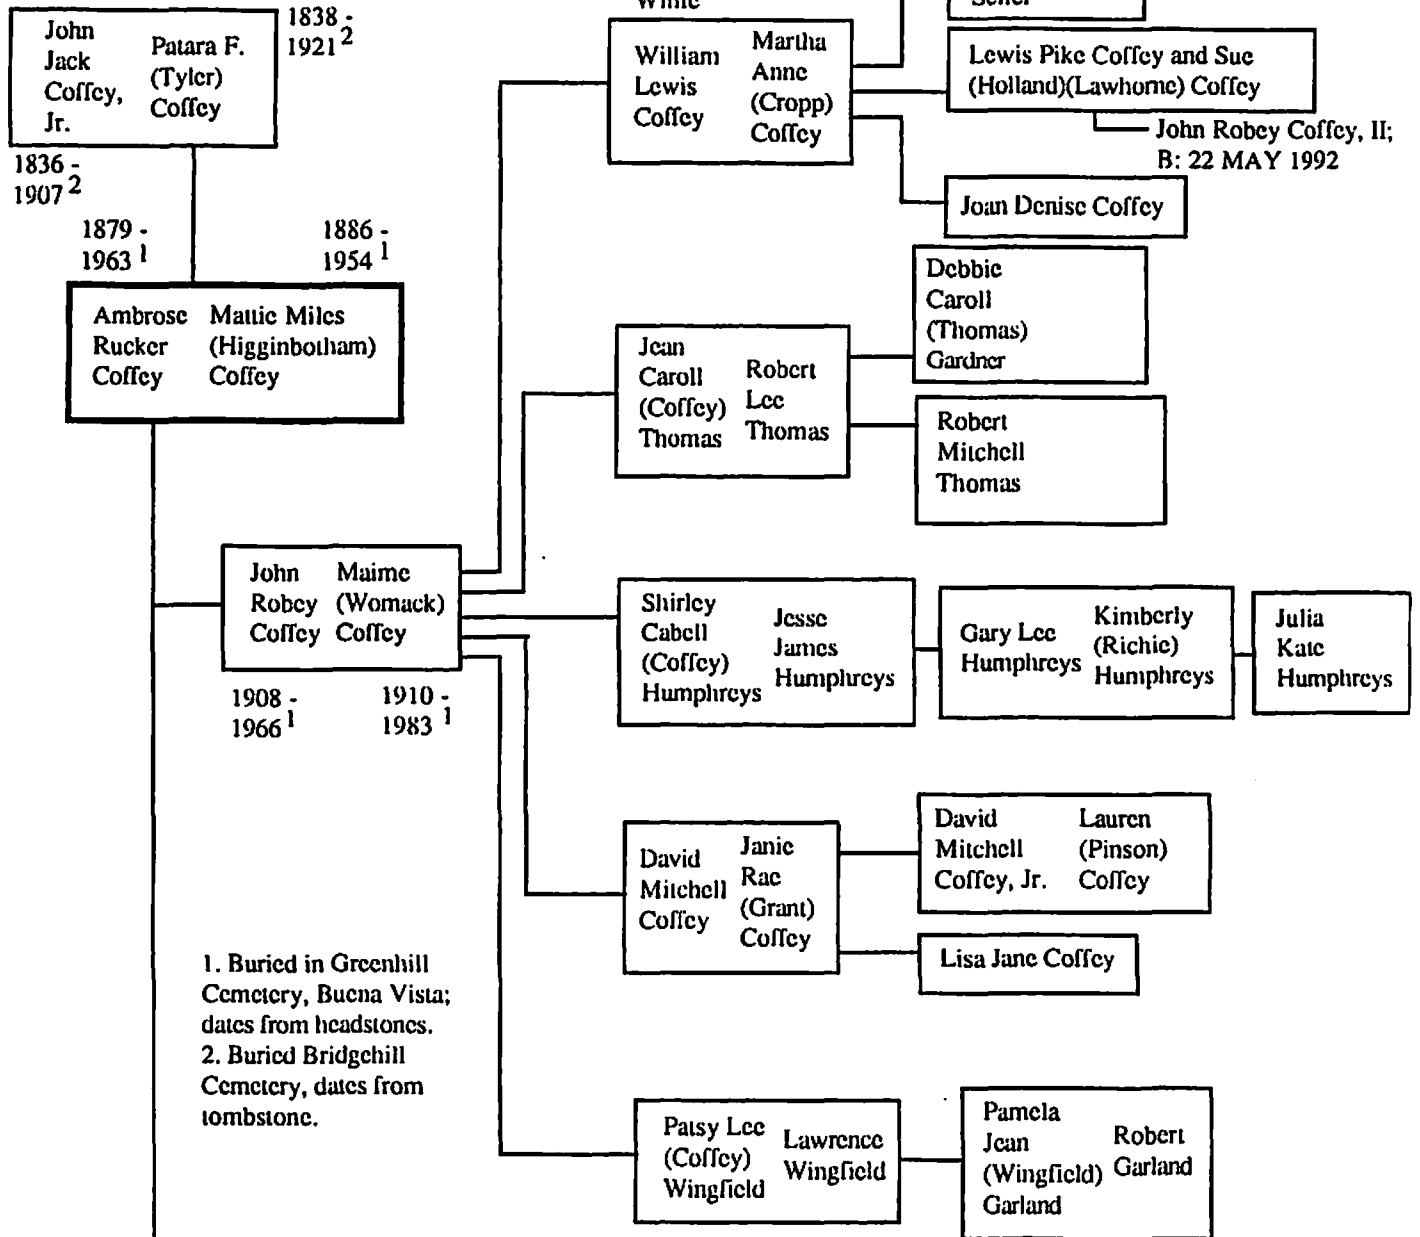 John
Jack
Coffey,
Jr.
Patara F.
(Tyler)
Coffey
1838 -
1921 2
1836 -
1907 2
1879 -
1963 1
1886 -
1954 1
Ambrose
Rucker
Coffey
Mattie Miles
(Higginbotham)
Coffey
John
Robey
Coffey
Maime
(Womack)
Coffey
1908 -
1966 1
1910 -
1983 1
1. Buried in Greenhill
Cemetery, Buena Vista;
dates from headstones.
2. Buried Bridgehill
Cemetery, dates from
tombstone.
William
Lewis
Coffey
Martha
Anne
(Cropp)
Coffey
Lewis Pike Coffey and Sue
(Holland)(Lawhorne) Coffey
John Robey Coffey, II;
B: 22 MAY 1992
Joan Denise Coffey
Jean
Caroll
(Coffey)
Thomas
Robert
Lee
Thomas
Debbie
Caroll
(Thomas)
Gardner
Robert
Mitchell
Thomas
Shirley
Cabell
(Coffey)
Humphreys
Jesse
James
Humphreys
Gary Lee
Humphreys
Kimberly
(Richie)
Humphreys
Julia
Kate
Humphreys
David
Mitchell
Coffey
Janie
Rae
(Grant)
Coffey
David
Mitchell
Coffey, Jr.
Lauren
(Pinson)
Coffey
Lisa Jane Coffey
Patsy Lee
(Coffey)
Wingfield
Lawrence
Wingfield
Pamela
Jean
(Wingfield)
Garland
Robert
Garland